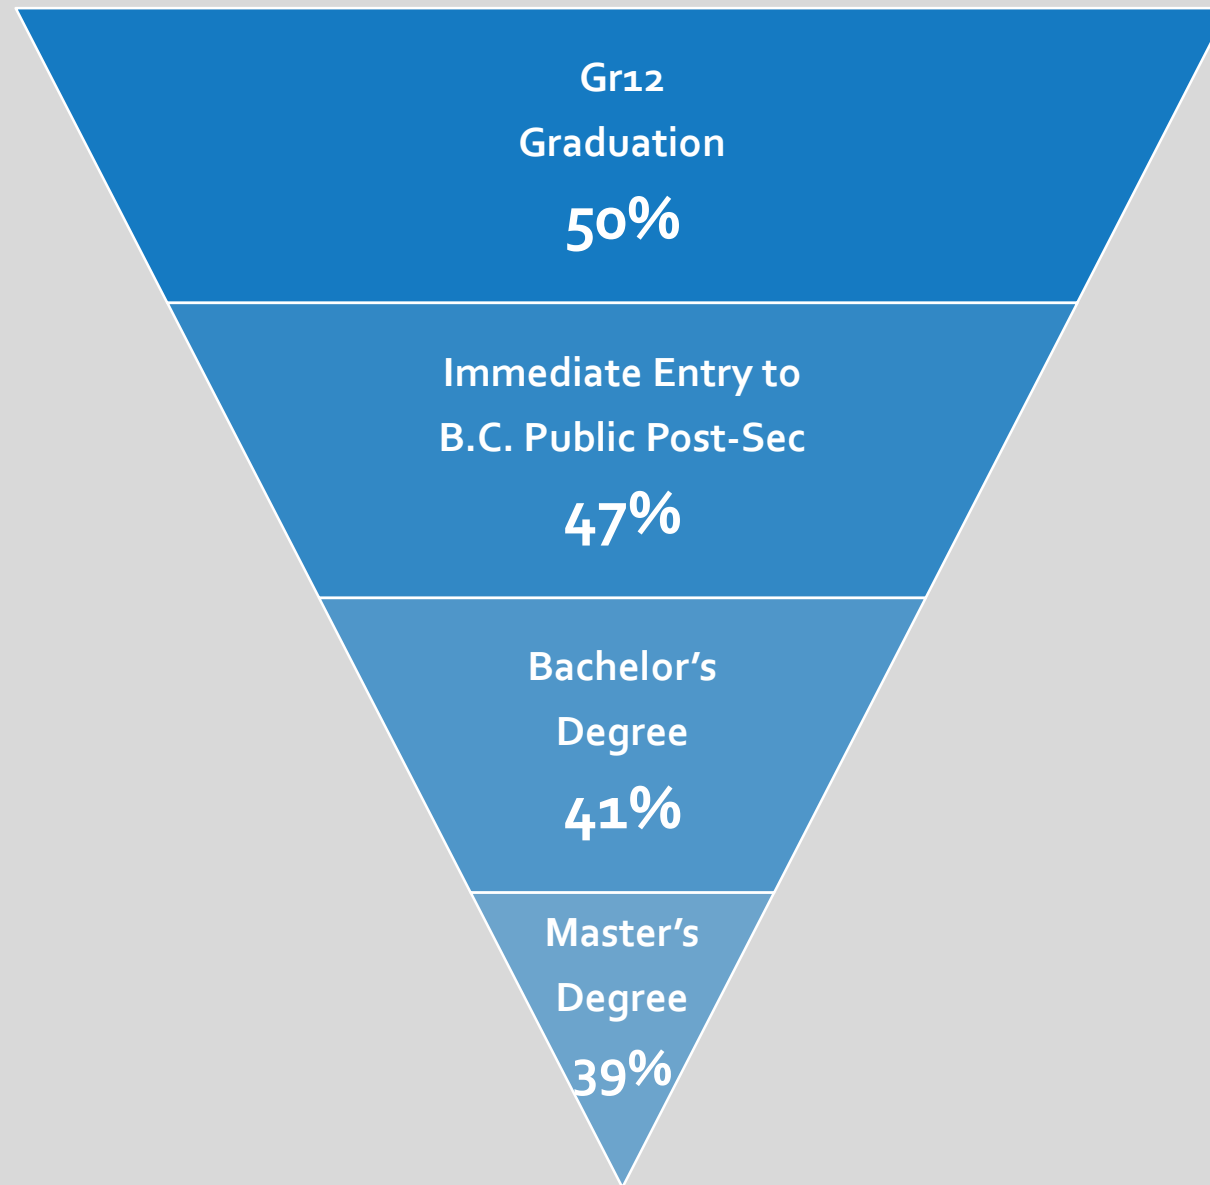 Gr12
Graduation
50%
Immediate Entry to
B.C. Public Post-Sec
47%
Bachelor’s
Degree
41%
Master’s
Degree
39%